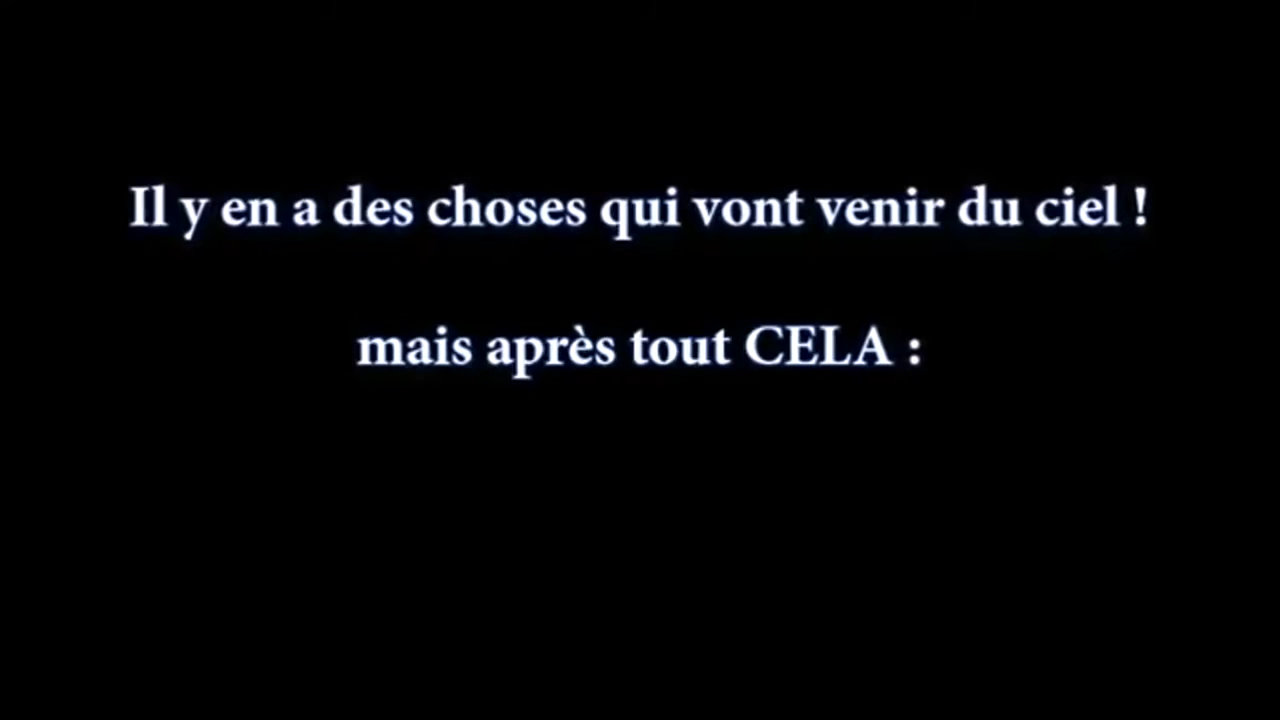 Il y en a des choses qui vont venir du ciel !
mais après tout CELA :